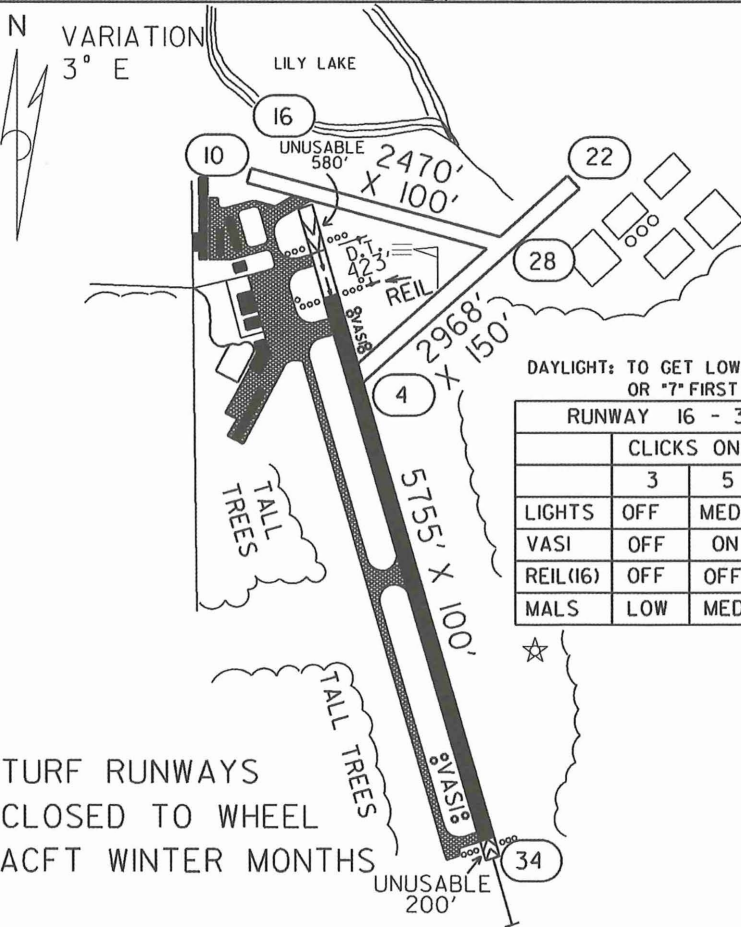 N
VARIATION
3° E
LILY LAKE
16
10
UNUSABLE
580'
2470'
X 100'
22
D.T.
423'
REIL
28
VASI
2968'
X 150'
4
DAYLIGHT: TO GET LOW
OR "7" FIRST
RUNWAY 16 - 3
CLICKS ON
3 5
LIGHTS OFF MED
VASI OFF ON
REIL(16) OFF OFF
MALS LOW MED
TALL
TREES
5755' X 100'
TALL TREES
VASI
TURF RUNWAYS
CLOSED TO WHEEL
ACFT WINTER MONTHS
34
UNUSABLE
200'